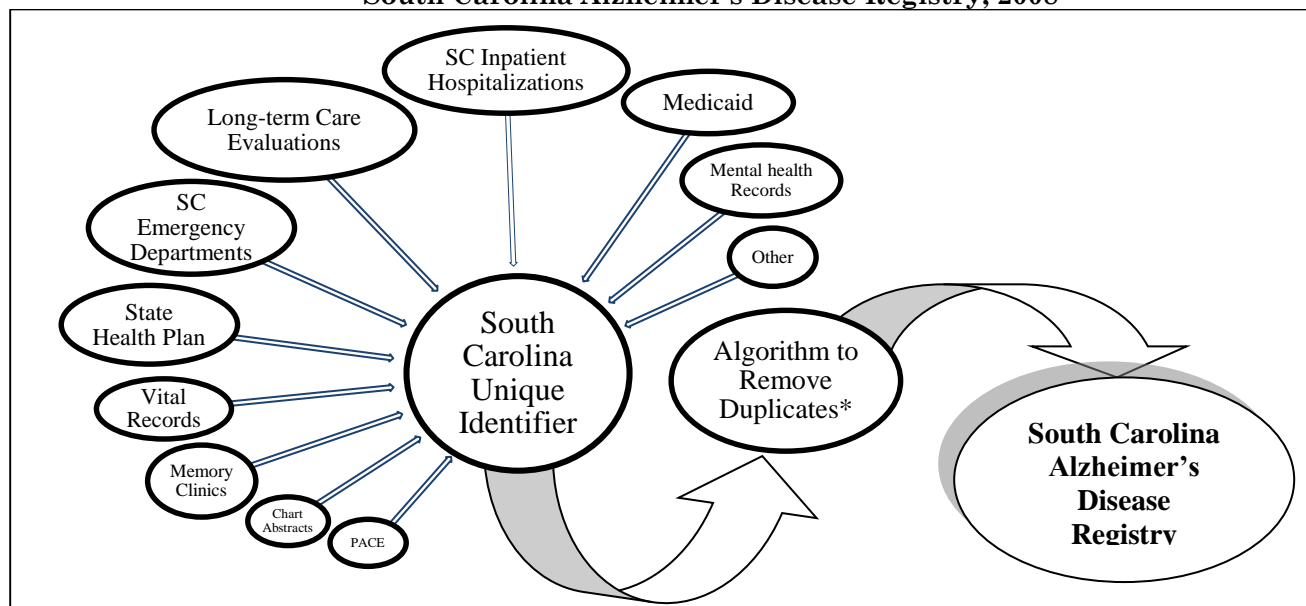 South Carolina Alzheimer's Disease Registry, 2008
SC Inpatient
Hospitalizations
Medicaid
Long-term Care
Evaluations
Mental health
Records
SC
Emergency
Departments
Other
State
Health Plan
South
Carolina
Unique
Identifier
Algorithm to
Remove
Duplicates*
Vital
Records
Memory
Clinics
Chart
Abstracts
PACE
South Carolina
Alzheimer's
Disease
Registry